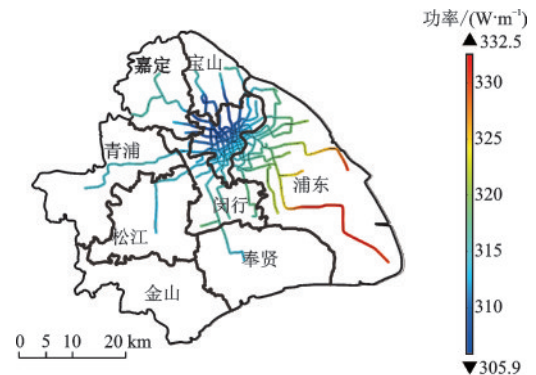 功率/(W·m⁻¹)
▲ 332.5
330
325
320
315
310
▼ 305.9
嘉定
宝山
青浦
浦东
闵行
松江
奉贤
金山
0 5 10 20 km